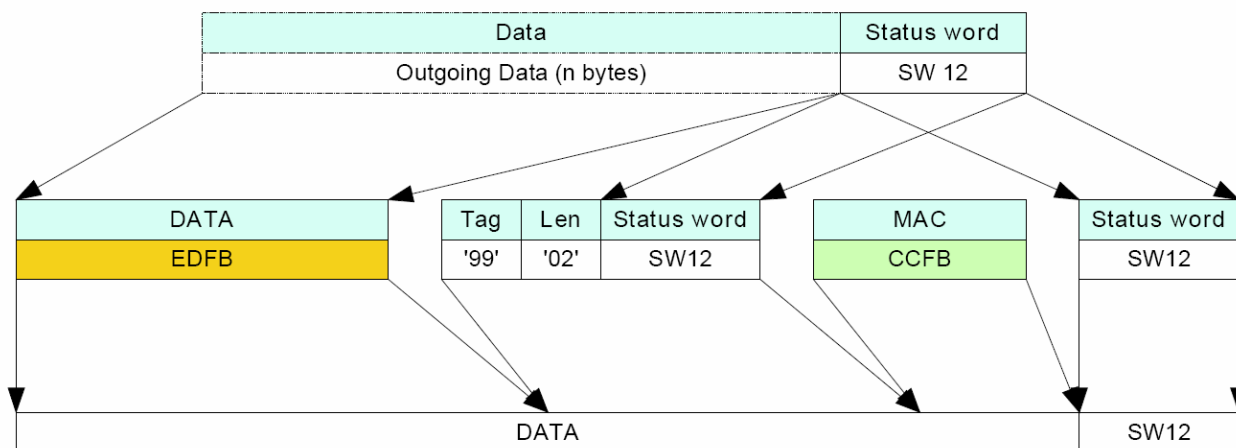 Data Status word
Outgoing Data (n bytes) SW 12
DATA Tag Len Status word MAC Status word
EDFB '99' '02' SW12 CCFB SW12
DATA SW12